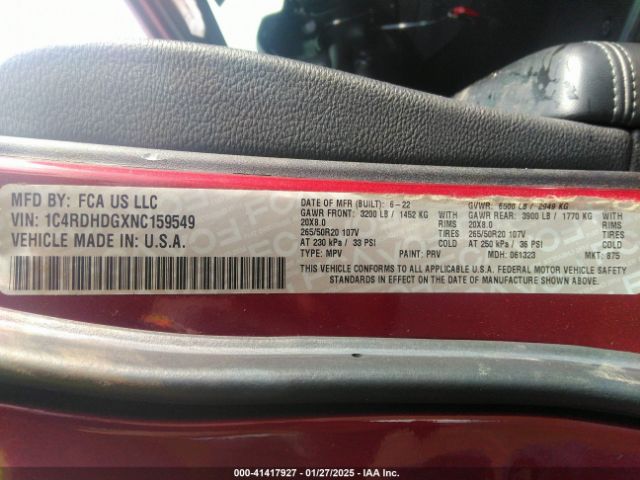 MFD BY: FCA US LLC
VIN: 1C4RDHDGXNC159549
VEHICLE MADE IN: U.S.A.
DATE OF MFR (BUILT): 6-22 GVWR: 6500 LB / 2949 KG
GAWR FRONT: 3200 LB / 1452 KG WITH GAWR REAR: 3900 LB / 1770 KG WITH
20X8.0 RIMS 20X8.0 RIMS
265/50R20 107V TIRES 265/50R20 107V TIRES
AT 230 kPa / 33 PSI COLD AT 250 kPa / 36 PSI COLD
TYPE: MPV PAINT: PRV MDH: 061323 MKT: 875
THIS VEHICLE CONFORMS TO ALL APPLICABLE U.S.A. FEDERAL MOTOR VEHICLE SAFETY
STANDARDS IN EFFECT ON THE DATE OF MANUFACTURE SHOWN ABOVE.
000-41417927 - 01/27/2025 - IAA Inc.